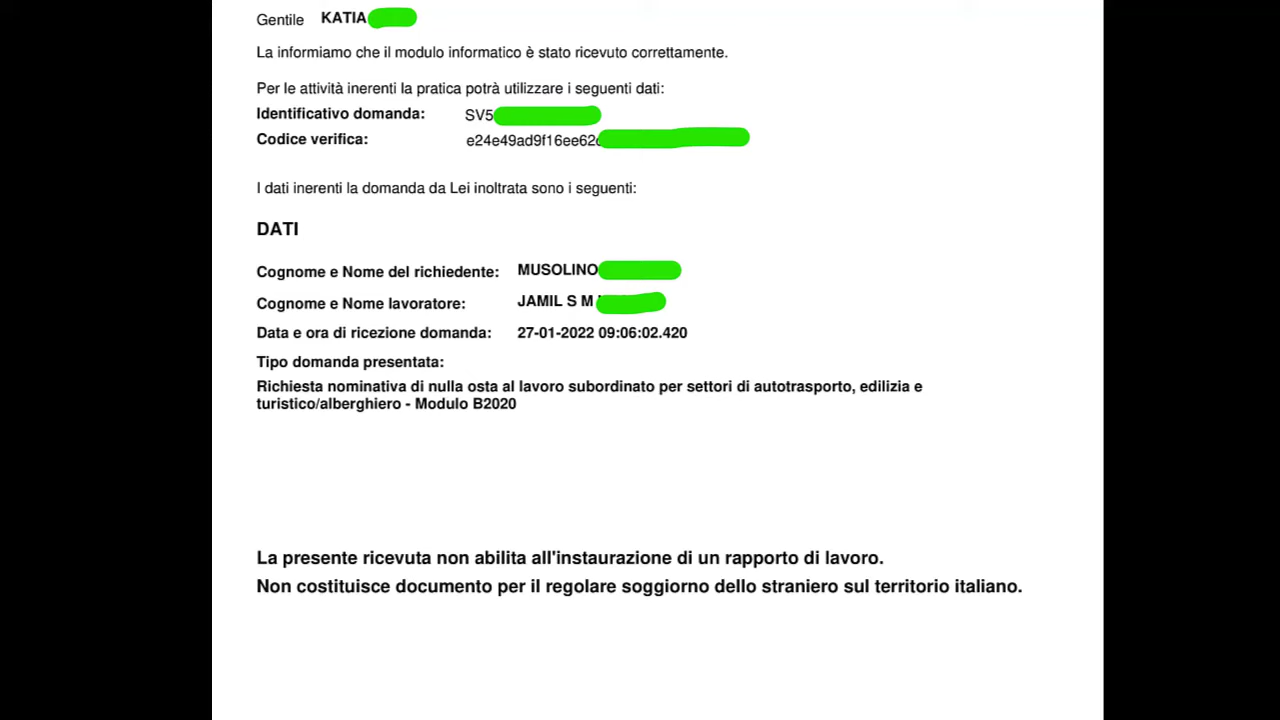 Gentile KATIA
La informiamo che il modulo informatico è stato ricevuto correttamente.
Per le attività inerenti la pratica potrà utilizzare i seguenti dati:
Identificativo domanda: SV5
Codice verifica: e24e49ad9f16ee62
I dati inerenti la domanda da Lei inoltrata sono i seguenti:
DATI
Cognome e Nome del richiedente: MUSOLINO
Cognome e Nome lavoratore: JAMIL S M
Data e ora di ricezione domanda: 27-01-2022 09:06:02.420
Tipo domanda presentata:
Richiesta nominativa di nulla osta al lavoro subordinato per settori di autotrasporto, edilizia e
turistico/alberghiero - Modulo B2020
La presente ricevuta non abilita all'instaurazione di un rapporto di lavoro.
Non costituisce documento per il regolare soggiorno dello straniero sul territorio italiano.